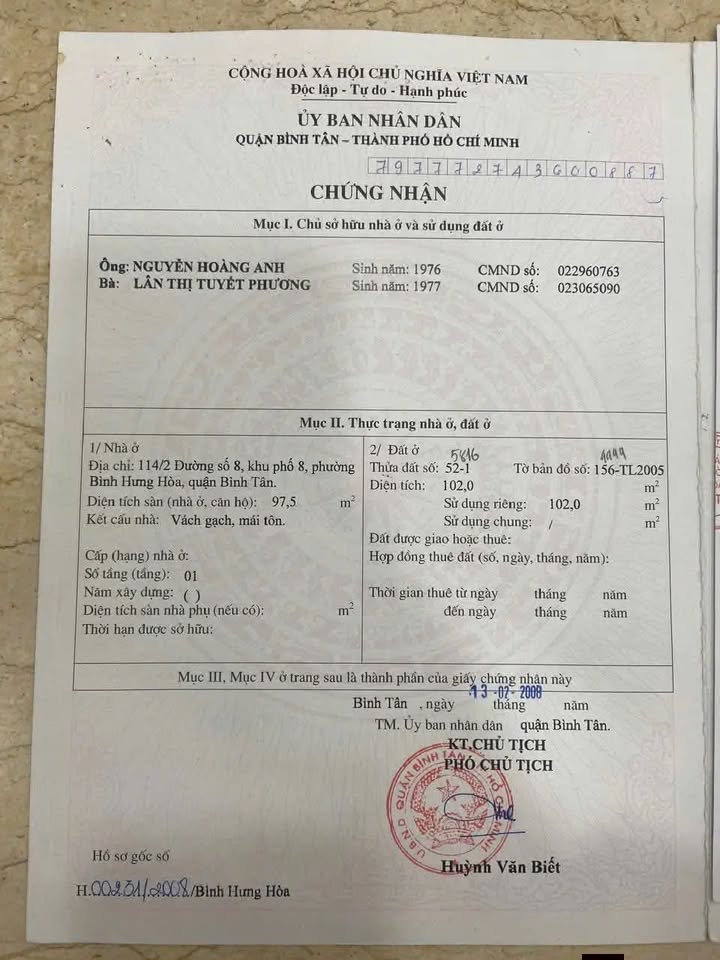 CỘNG HOÀ XÃ HỘI CHỦ NGHĨA VIỆT NAM
Độc lập - Tự do - Hạnh phúc
ỦY BAN NHÂN DÂN
QUẬN BÌNH TÂN – THÀNH PHỐ HỒ CHÍ MINH
797772743600887
CHỨNG NHẬN
Mục I. Chủ sở hữu nhà ở và sử dụng đất ở
Ông: NGUYỄN HOÀNG ANH Sinh năm: 1976 CMND số: 022960763
Bà: LÂN THỊ TUYẾT PHƯƠNG Sinh năm: 1977 CMND số: 023065090
Mục II. Thực trạng nhà ở, đất ở
1/ Nhà ở
Địa chỉ: 114/2 Đường số 8, khu phố 8, phường
Bình Hưng Hòa, quận Bình Tân.
Diện tích sàn (nhà ở, căn hộ): 97,5 m2
Kết cấu nhà: Vách gạch, mái tôn.
Cấp (hạng) nhà ở:
Số tầng (tầng): 01
Năm xây dựng: ( )
Diện tích sàn nhà phụ (nếu có): m2
Thời hạn được sở hữu:
2/ Đất ở
5816
Thửa đất số: 52-1 Tờ bản đồ số: 156-TL2005
Diện tích: 102,0 m2
Sử dụng riêng: 102,0 m2
Sử dụng chung: / m2
Đất được giao hoặc thuê:
Hợp đồng thuê đất (số, ngày, tháng, năm):
Thời gian thuê từ ngày tháng năm
đến ngày tháng năm
Mục III, Mục IV ở trang sau là thành phần của giấy chứng nhận này
13-02-2008
Bình Tân , ngày tháng năm
TM. Ủy ban nhân dân quận Bình Tân.
KT.CHỦ TỊCH
PHÓ CHỦ TỊCH
U.B.N.D QUẬN BÌNH TÂN HỒ CHÍ MINH
Huỳnh Văn Biết
Hồ sơ gốc số
H.00231/2008/Bình Hưng Hòa